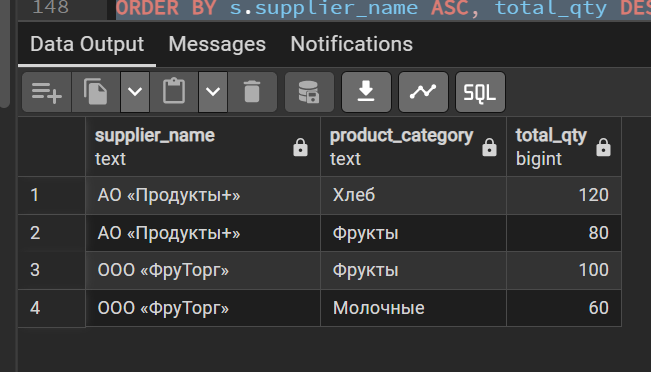 148 ORDER BY s.supplier_name ASC, total_qty DES
Data Output Messages Notifications
SQL
supplier_name product_category total_qty
text text bigint
1 АО «Продукты+» Хлеб 120
2 АО «Продукты+» Фрукты 80
3 ООО «ФруТорг» Фрукты 100
4 ООО «ФруТорг» Молочные 60